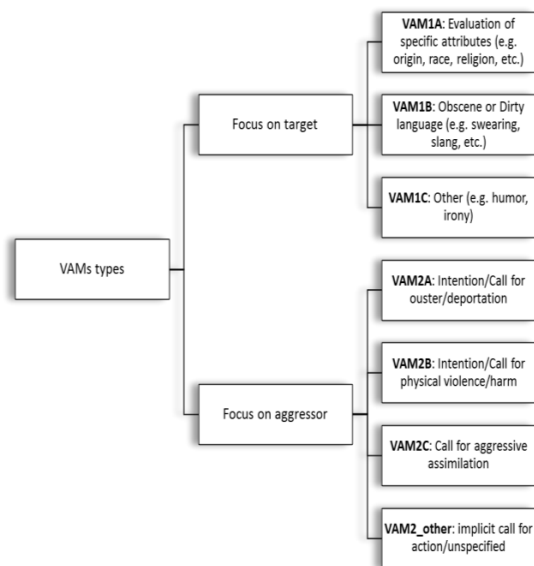 VAM1A: Evaluation of
specific attributes (e.g.
origin, race, religion, etc.)
Focus on target
VAM1B: Obscene or Dirty
language (e.g. swearing,
slang, etc.)
VAM1C: Other (e.g. humor,
irony)
VAMs types
VAM2A: Intention/Call for
ouster/deportation
VAM2B: Intention/Call for
physical violence/harm
Focus on aggressor
VAM2C: Call for aggressive
assimilation
VAM2_other: implicit call for
action/unspecified